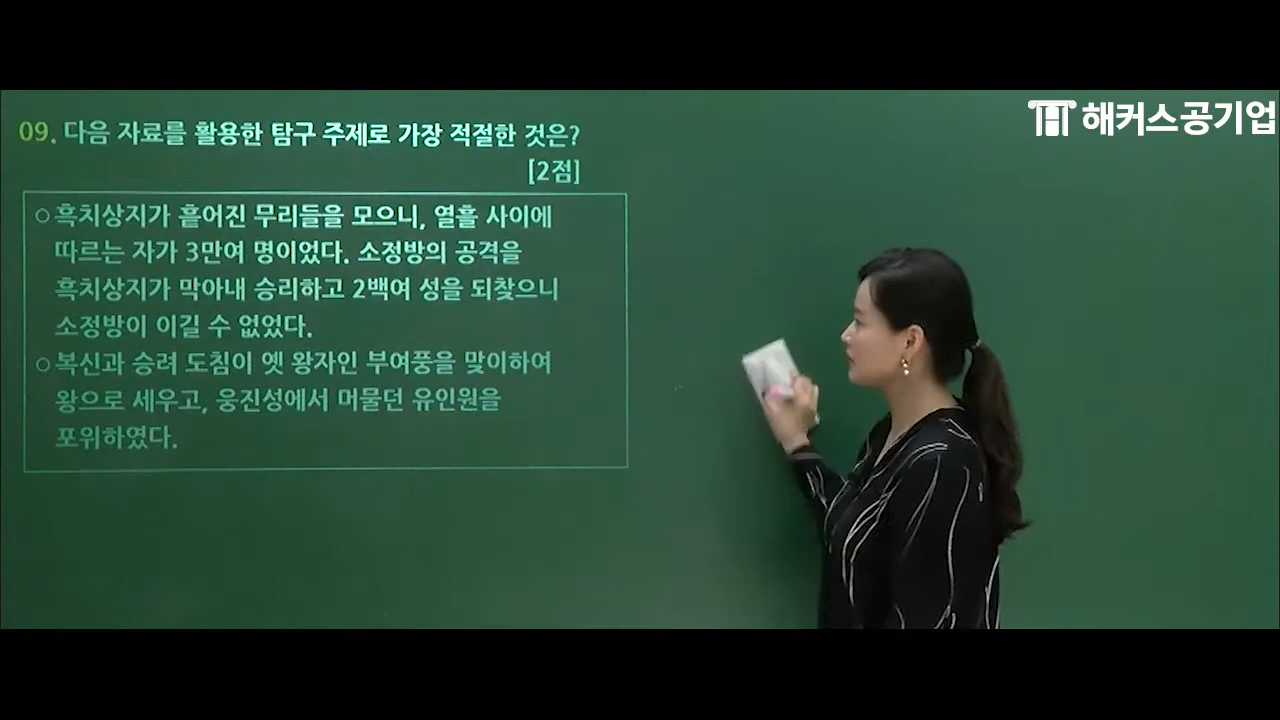 해커스공기업
09. 다음 자료를 활용한 탐구 주제로 가장 적절한 것은?
[2점]
○ 흑치상지가 흩어진 무리들을 모으니, 열흘 사이에
따르는 자가 3만여 명이었다. 소정방의 공격을
흑치상지가 막아내 승리하고 2백여 성을 되찾으니
소정방이 이길 수 없었다.
○ 복신과 승려 도침이 옛 왕자인 부여풍을 맞이하여
왕으로 세우고, 웅진성에서 머물던 유인원을
포위하였다.